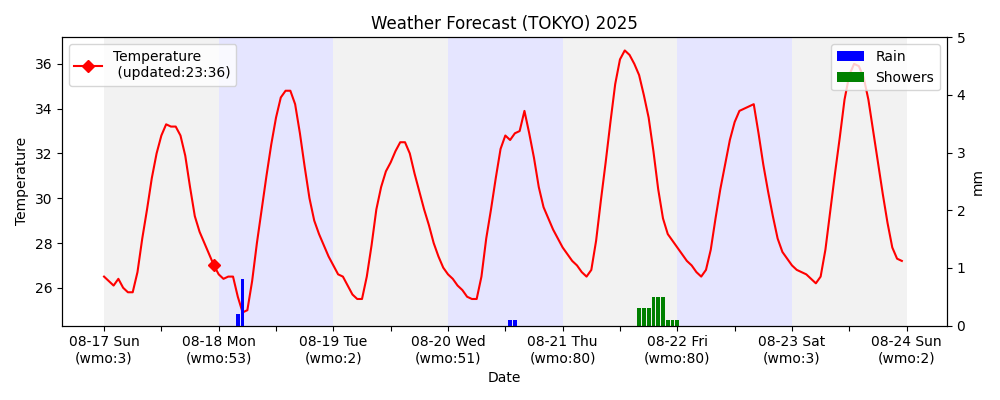 Weather Forecast (TOKYO) 2025
Temperature
(updated:23:36)
Rain
Showers
Temperature
36
34
32
30
28
26
5
4
3
2
1
0
mm
08-17 Sun
(wmo:3)
08-18 Mon
(wmo:53)
08-19 Tue
(wmo:2)
08-20 Wed
(wmo:51)
08-21 Thu
(wmo:80)
08-22 Fri
(wmo:80)
08-23 Sat
(wmo:3)
08-24 Sun
(wmo:2)
Date